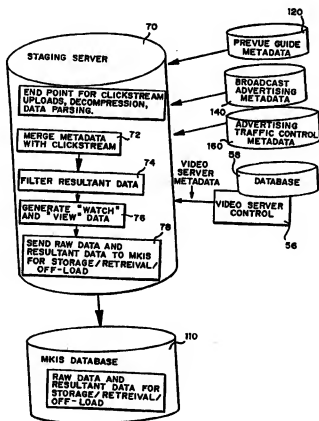 70
120
STAGING SERVER
PREVUE GUIDE
METADATA
END POINT FOR CLICKSTREAM
UPLOADS, DECOMPRESSION,
DATA PARSING.
BROADCAST
ADVERTISING
METADATA
140
MERGE METADATA
WITH CLICKSTREAM
72
ADVERTISING
TRAFFIC CONTROL
METADATA
160
74
58
FILTER RESULTANT DATA
VIDEO
SERVER
METADATA
DATABASE
GENERATE "WATCH"
AND "VIEW" DATA
76
VIDEO SERVER
CONTROL
78
56
SEND RAW DATA AND
RESULTANT DATA TO MKIS
FOR STORAGE/RETREIVAL/
OFF-LOAD
110
MKIS DATABASE
RAW DATA AND
RESULTANT DATA FOR
STORAGE/RETREIVAL/
OFF-LOAD